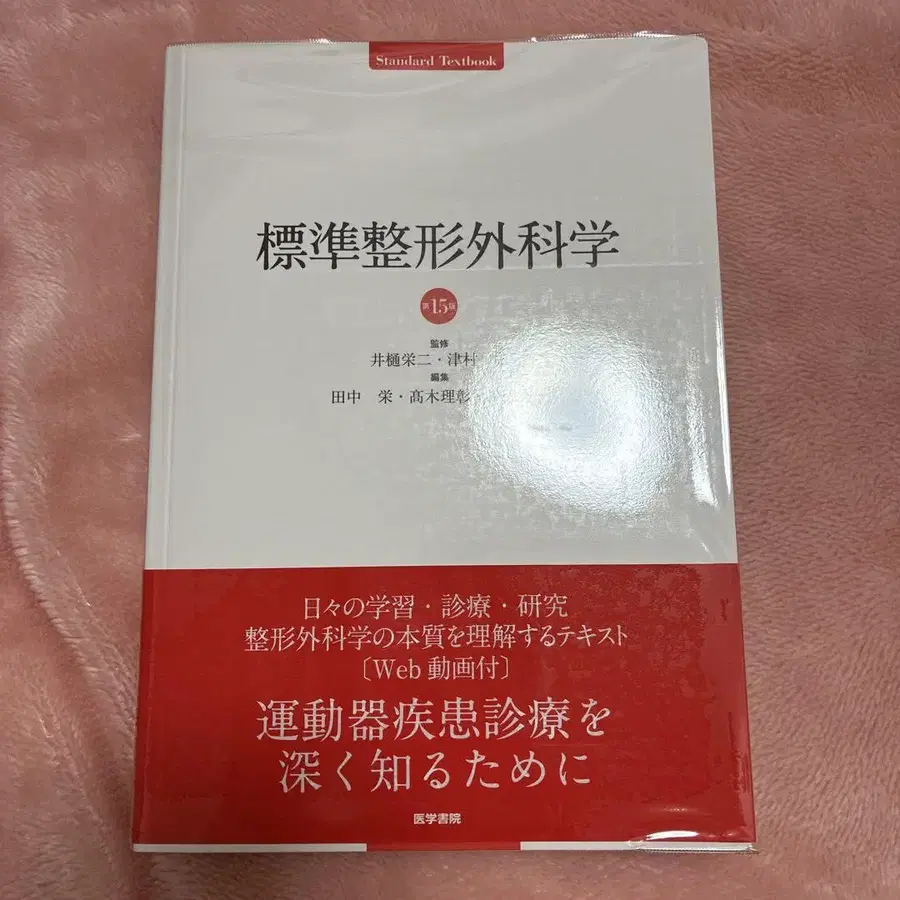 Standard Textbook
標準整形外科学
第15版
監修
井樋栄二・津村
編集
田中 栄・髙木理彰
日々の学習・診療・研究
整形外科学の本質を理解するテキスト
〔Web動画付〕
運動器疾患診療を
深く知るために
医学書院